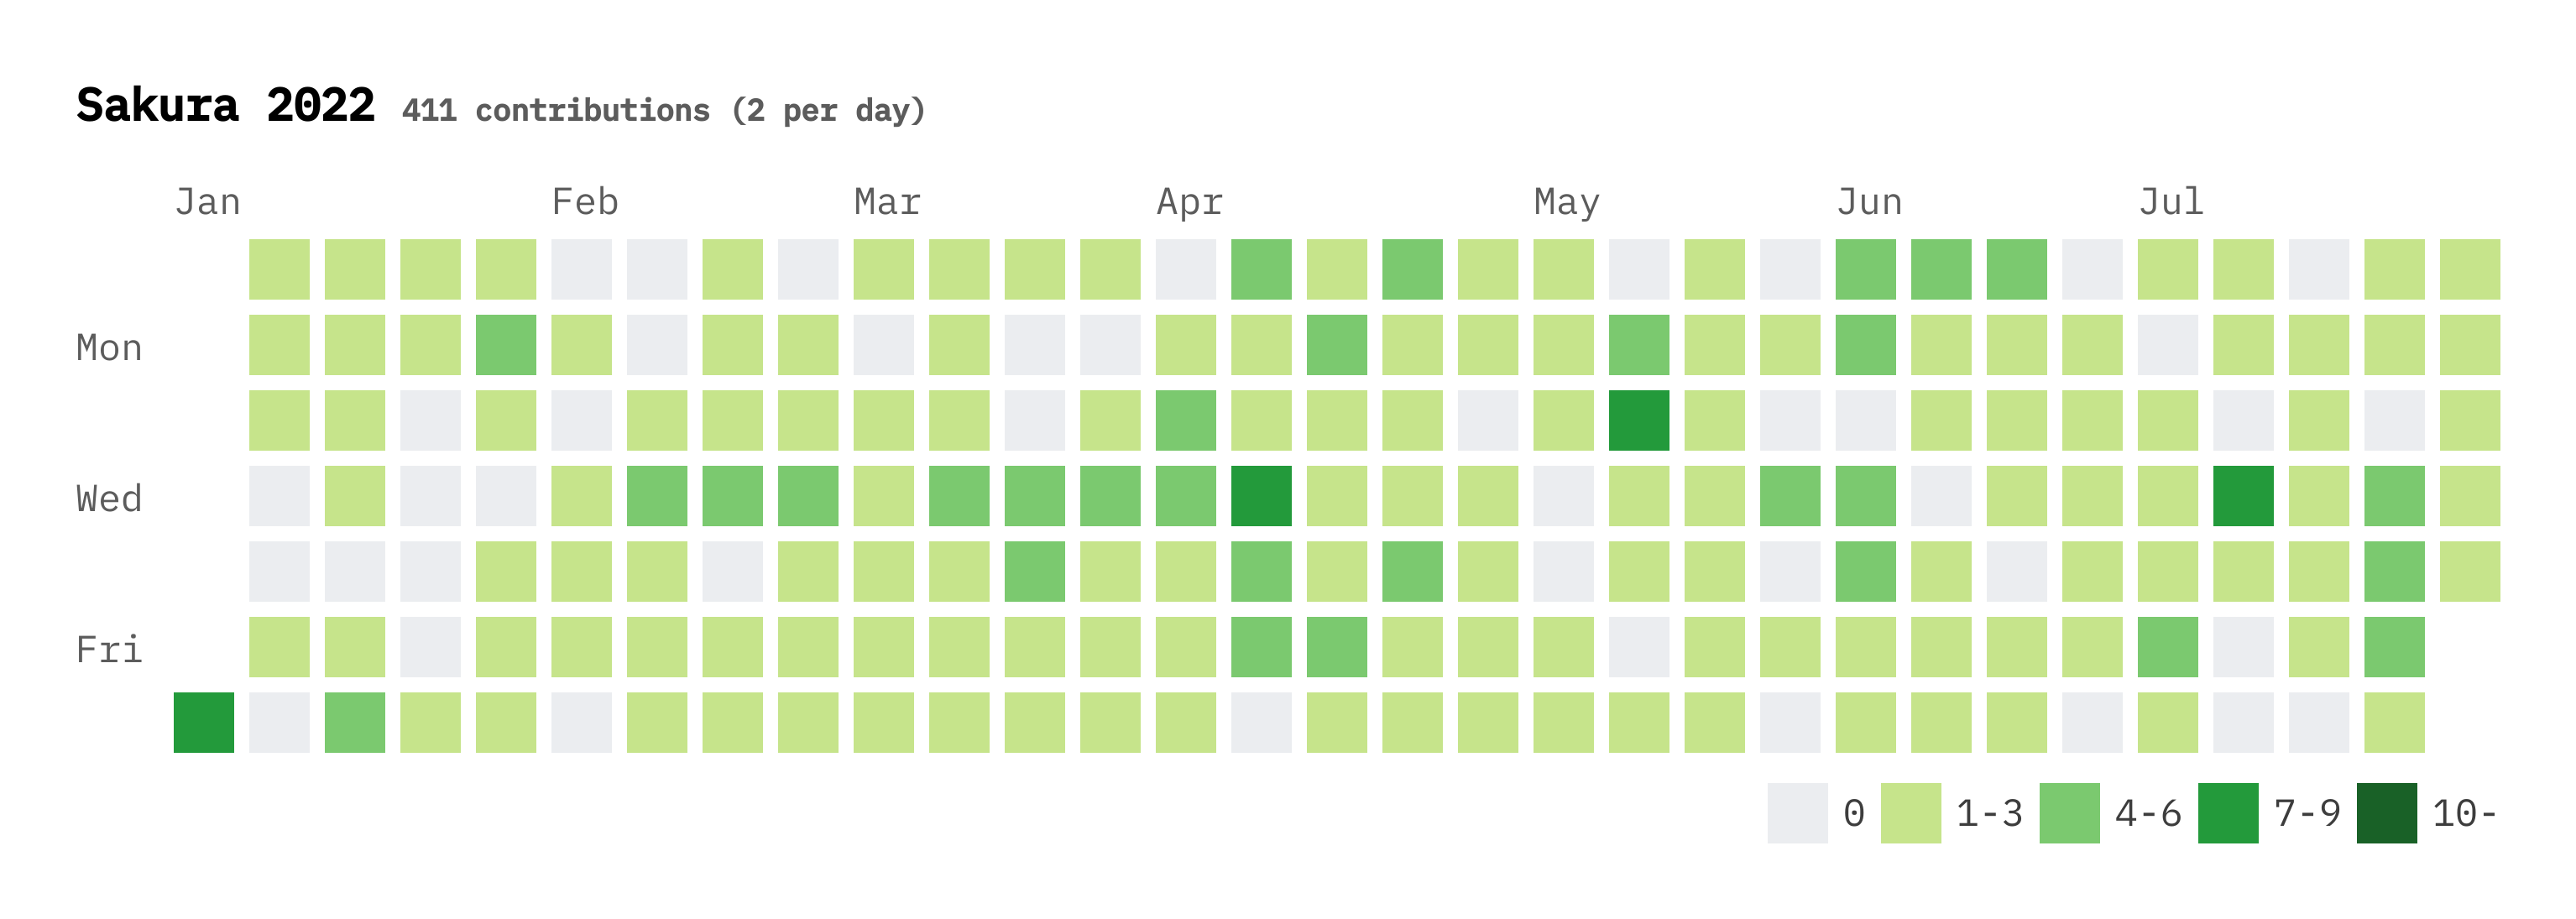 Sakura 2022 411 contributions (2 per day)
Jan Feb Mar Apr May Jun Jul
Mon
Wed
Fri
0 1-3 4-6 7-9 10-